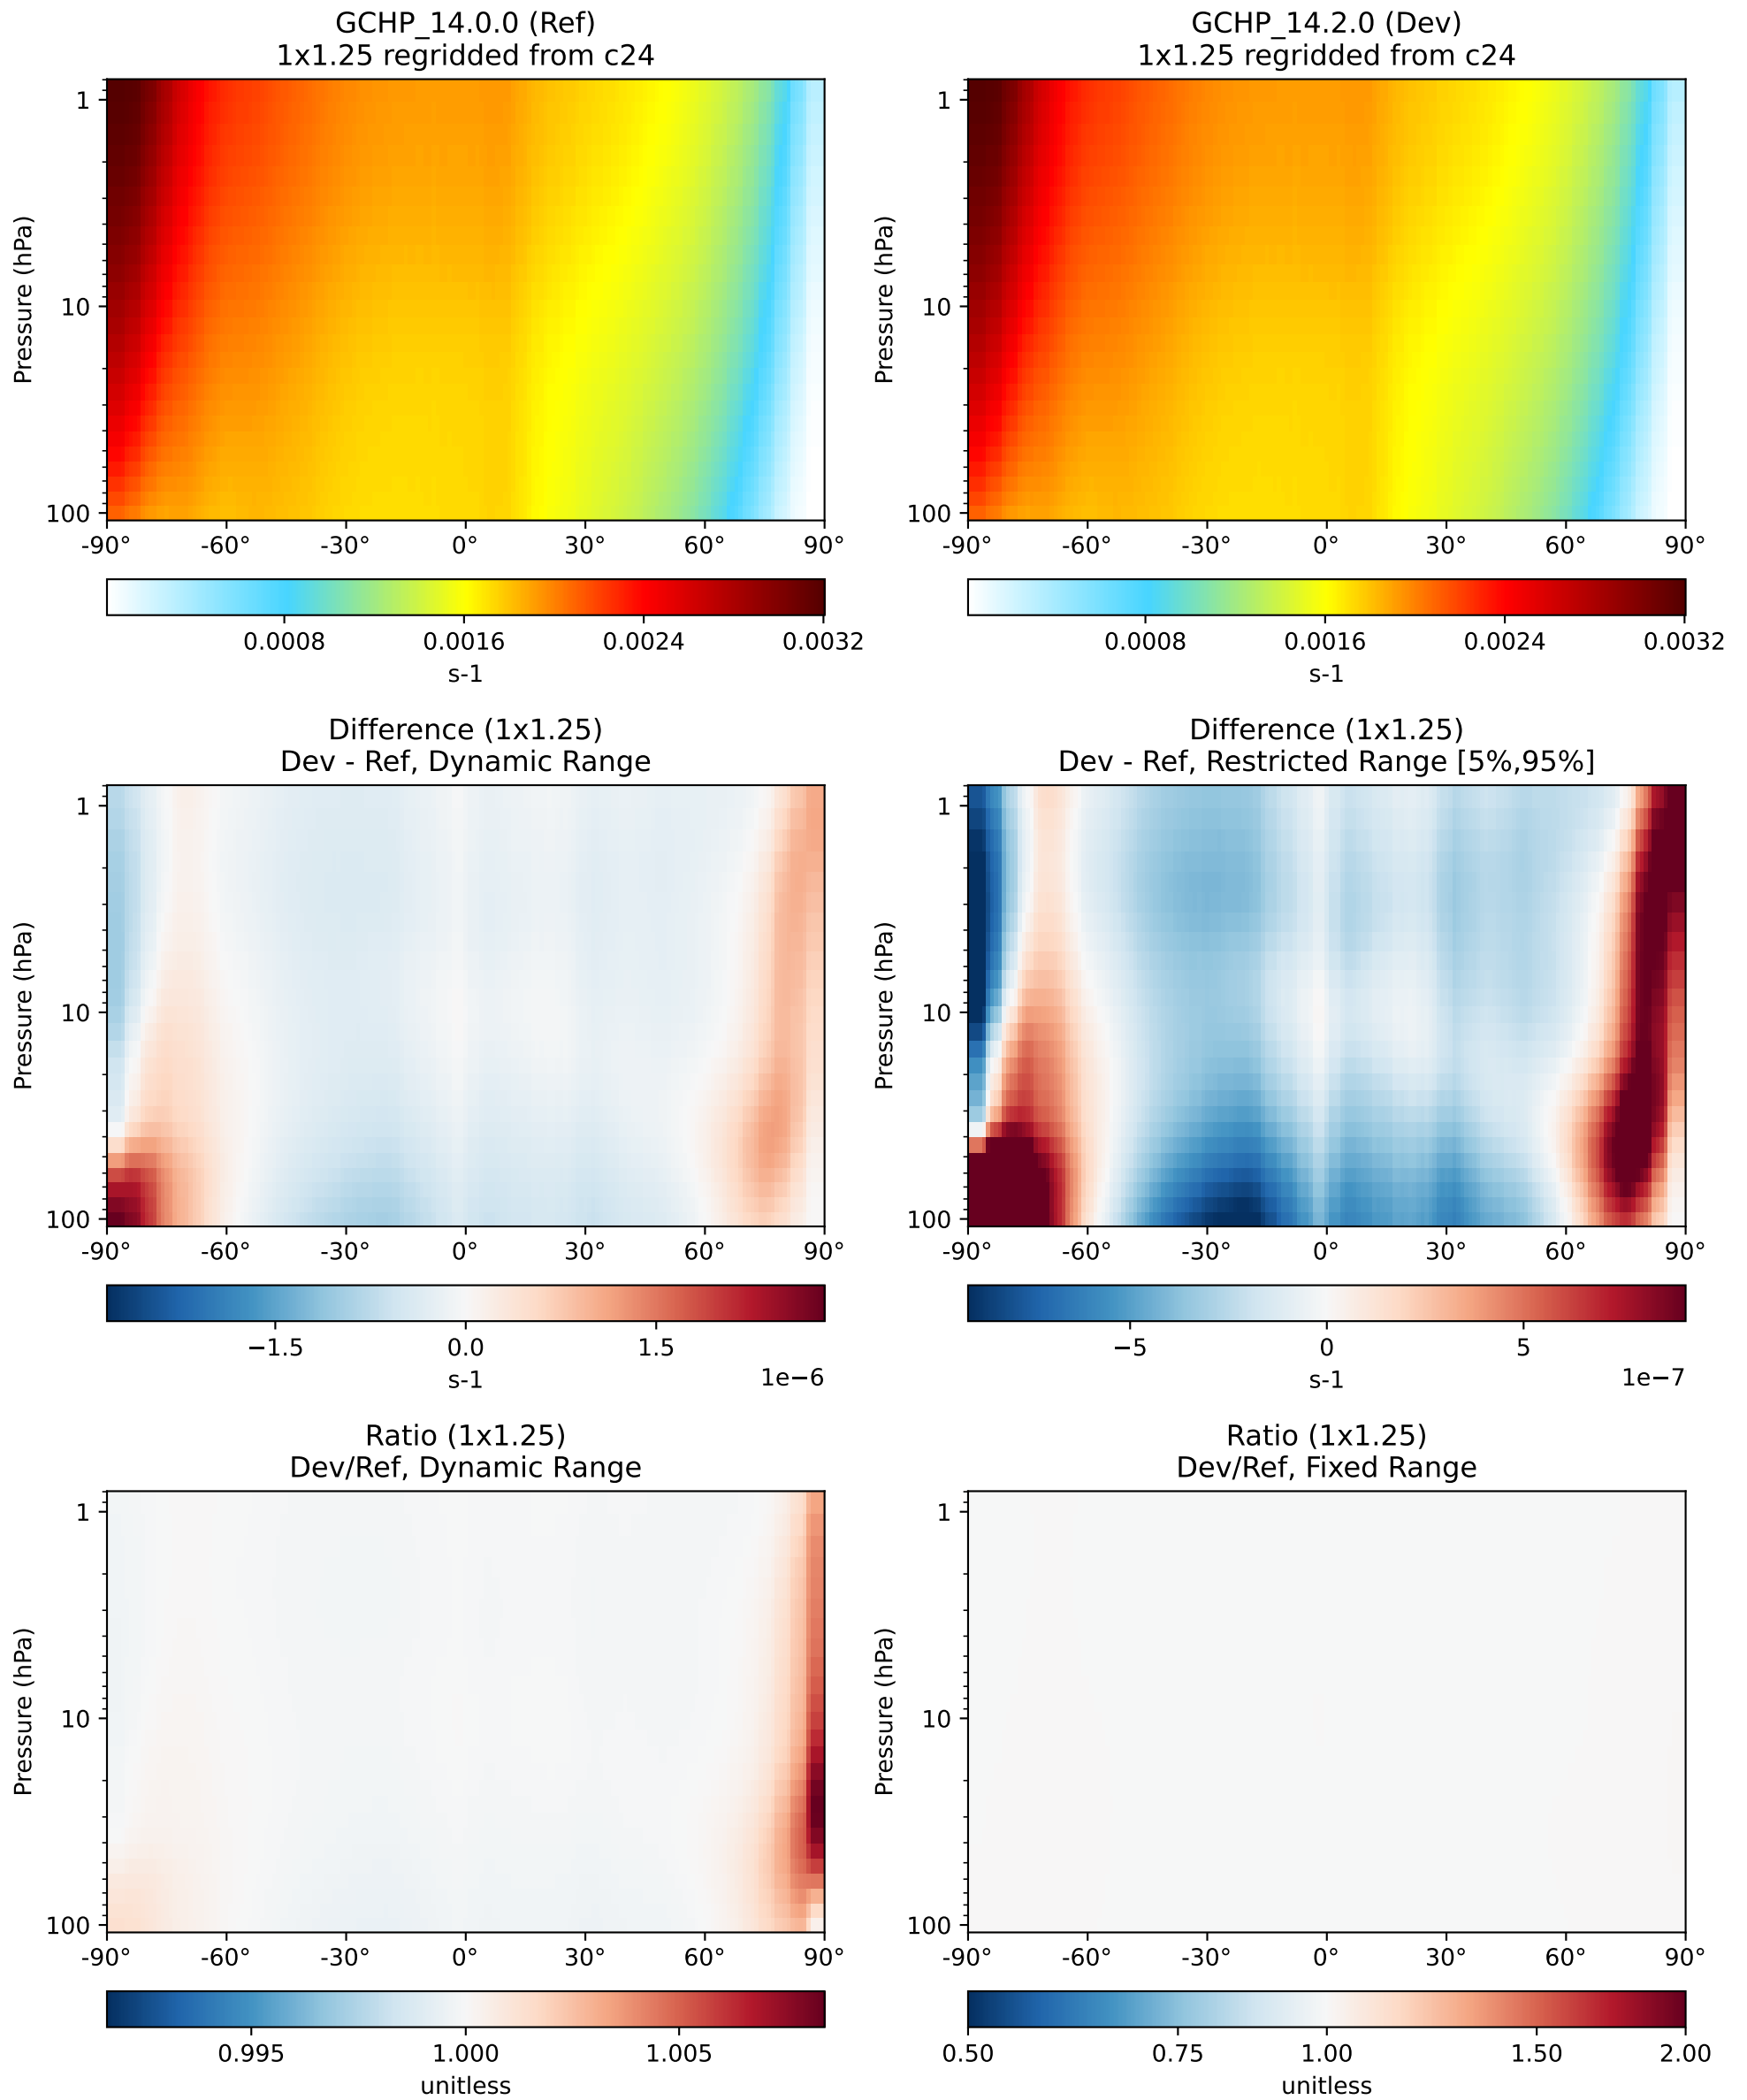 GCHP_14.0.0 (Ref)
1x1.25 regridded from c24
GCHP_14.2.0 (Dev)
1x1.25 regridded from c24
Pressure (hPa)
1
10
100
-90° -60° -30° 0° 30° 60° 90°
0.0008 0.0016 0.0024 0.0032
s-1
Pressure (hPa)
1
10
100
-90° -60° -30° 0° 30° 60° 90°
0.0008 0.0016 0.0024 0.0032
s-1
Difference (1x1.25)
Dev - Ref, Dynamic Range
Pressure (hPa)
1
10
100
-90° -60° -30° 0° 30° 60° 90°
−1.5 0.0 1.5
1e−6
s-1
Difference (1x1.25)
Dev - Ref, Restricted Range [5%,95%]
Pressure (hPa)
1
10
100
-90° -60° -30° 0° 30° 60° 90°
−5 0 5
1e−7
s-1
Ratio (1x1.25)
Dev/Ref, Dynamic Range
Pressure (hPa)
1
10
100
-90° -60° -30° 0° 30° 60° 90°
0.995 1.000 1.005
unitless
Ratio (1x1.25)
Dev/Ref, Fixed Range
Pressure (hPa)
1
10
100
-90° -60° -30° 0° 30° 60° 90°
0.50 0.75 1.00 1.50 2.00
unitless